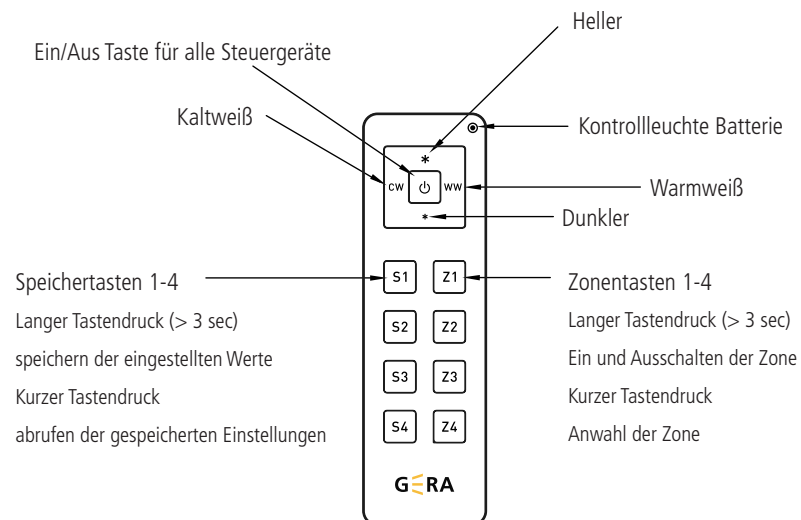 Heller
Ein/Aus Taste für alle Steuergeräte
Kaltweiß
Kontrollleuchte Batterie
*
CW
WW
Warmweiß
*
Dunkler
Speichertasten 1-4
Langer Tastendruck (> 3 sec)
speichern der eingestellten Werte
Kurzer Tastendruck
abrufen der gespeicherten Einstellungen
S1 Z1
S2 Z2
S3 Z3
S4 Z4
Zonentasten 1-4
Langer Tastendruck (> 3 sec)
Ein und Ausschalten der Zone
Kurzer Tastendruck
Anwahl der Zone
GERA